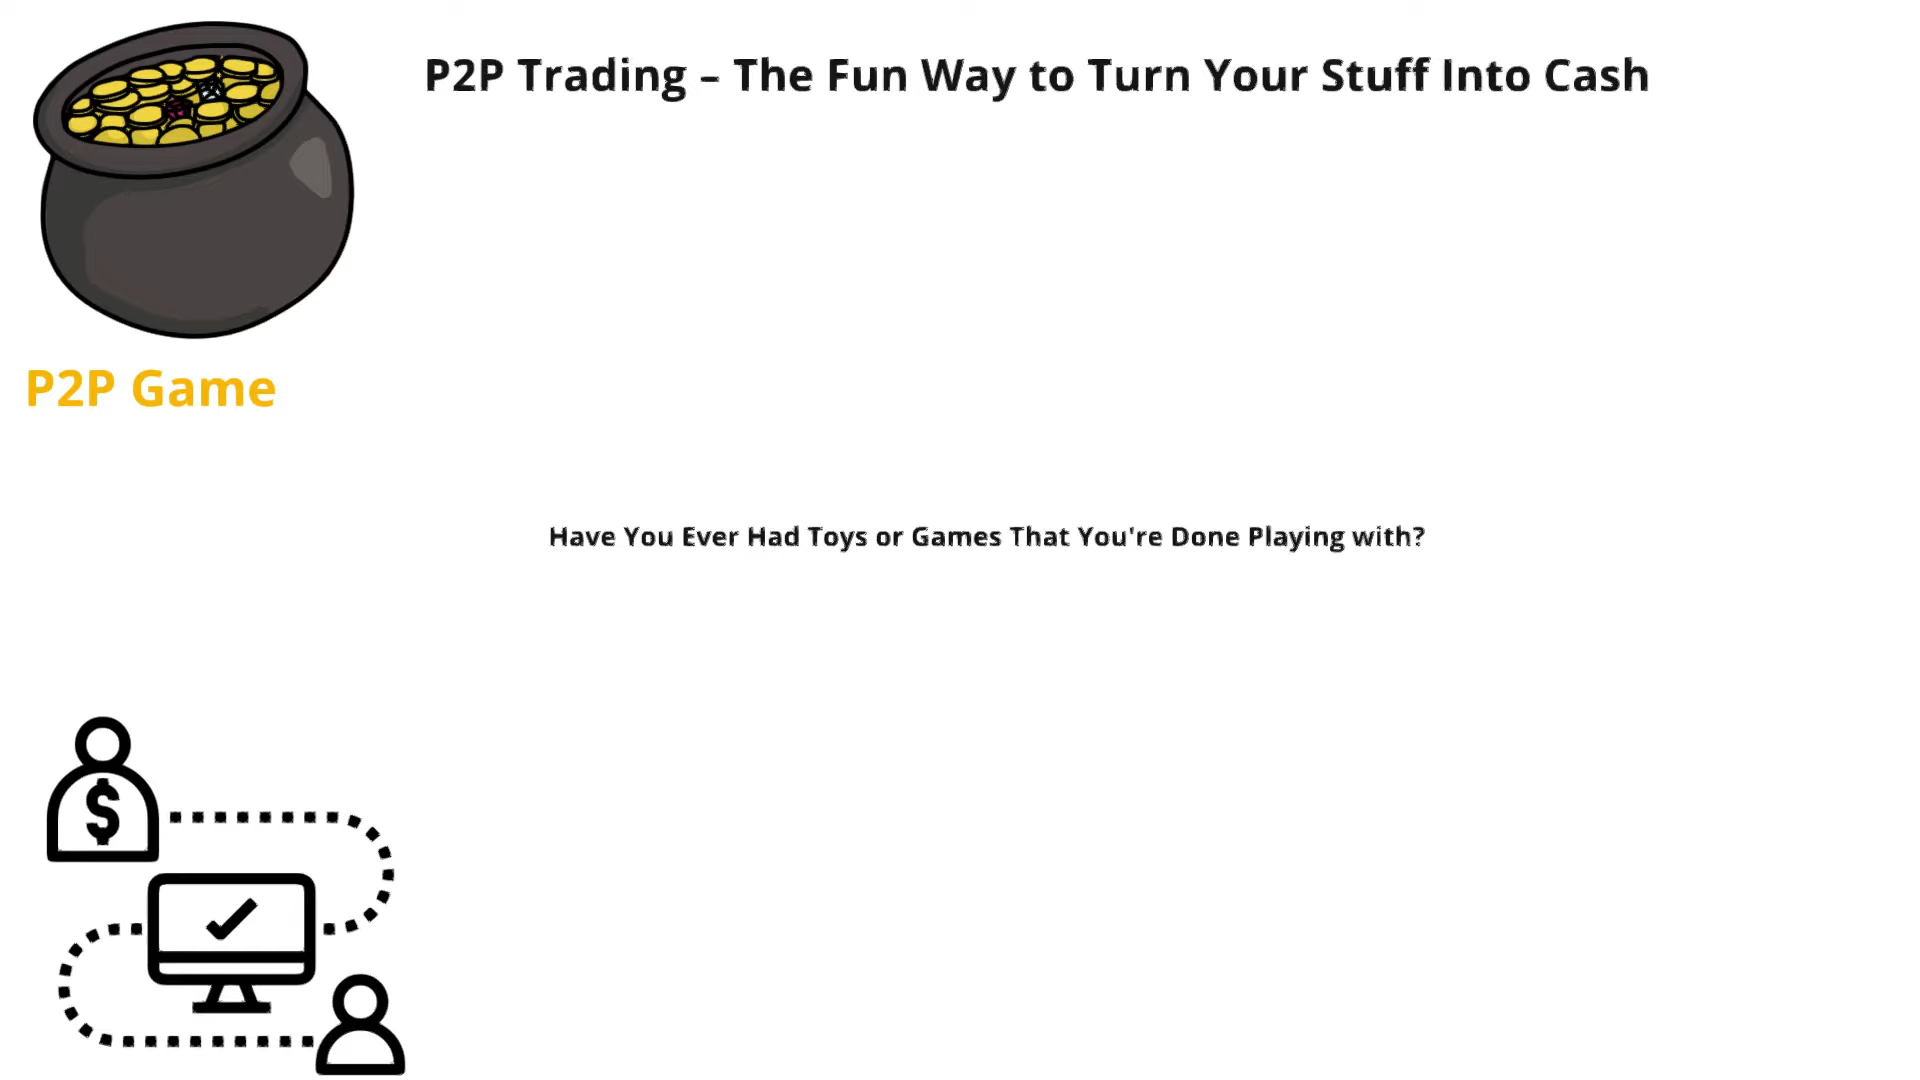 P2P Trading – The Fun Way to Turn Your Stuff Into Cash
P2P Game
Have You Ever Had Toys or Games That You're Done Playing with?
$